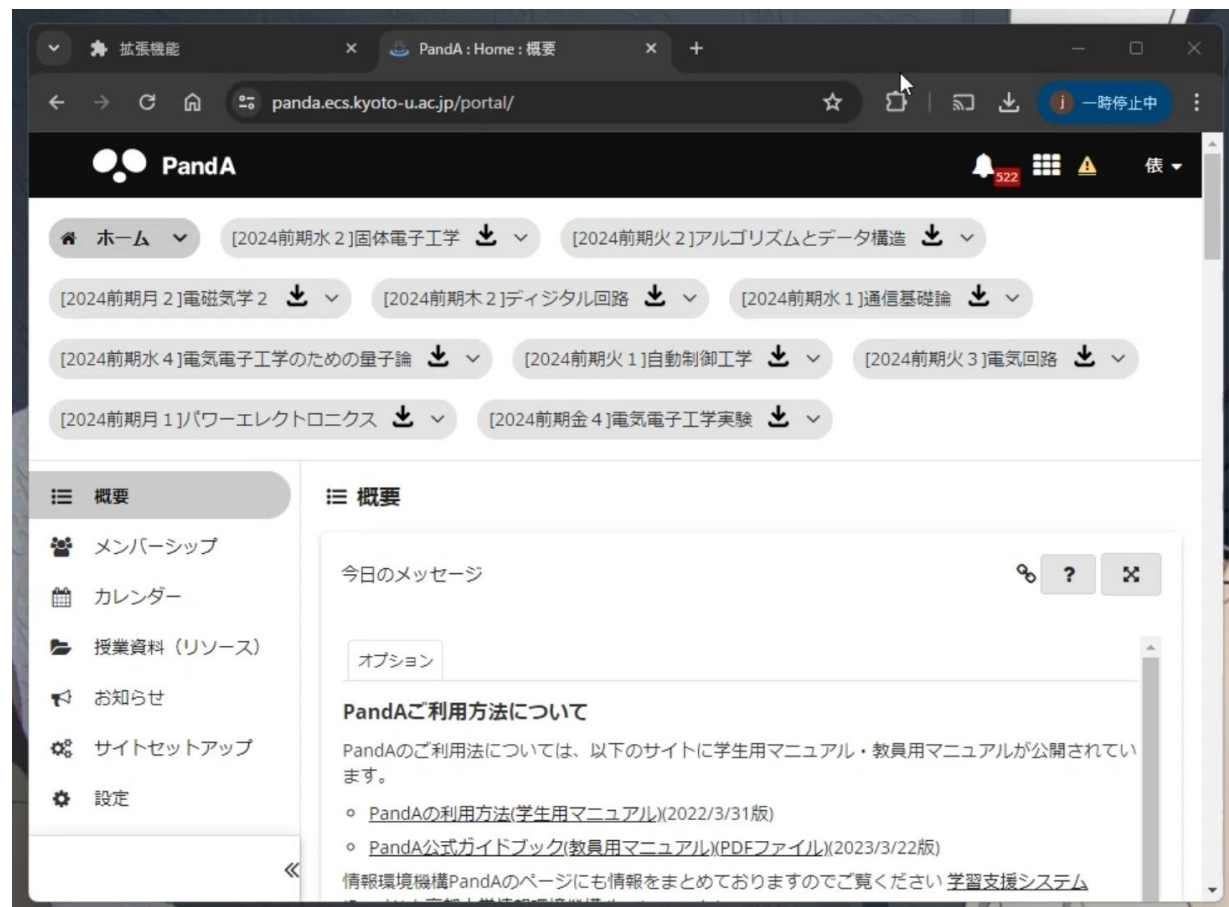 拡張機能
PandA : Home : 概要
panda.ecs.kyoto-u.ac.jp/portal/
j 一時停止中
PandA
522
俵
ホーム
[2024前期水２]固体電子工学
[2024前期火２]アルゴリズムとデータ構造
[2024前期月２]電磁気学２
[2024前期木２]ディジタル回路
[2024前期水１]通信基礎論
[2024前期水４]電気電子工学のための量子論
[2024前期火１]自動制御工学
[2024前期火３]電気回路
[2024前期月１]パワーエレクトロニクス
[2024前期金４]電気電子工学実験
概要
メンバーシップ
カレンダー
授業資料（リソース）
お知らせ
サイトセットアップ
設定
概要
今日のメッセージ
?
オプション
PandAご利用方法について
PandAのご利用法については、以下のサイトに学生用マニュアル・教員用マニュアルが公開されてい
ます。
PandAの利用方法(学生用マニュアル)(2022/3/31版)
PandA公式ガイドブック(教員用マニュアル)(PDFファイル)(2023/3/22版)
情報環境機構PandAのページにも情報をまとめておりますのでご覧ください 学習支援システム